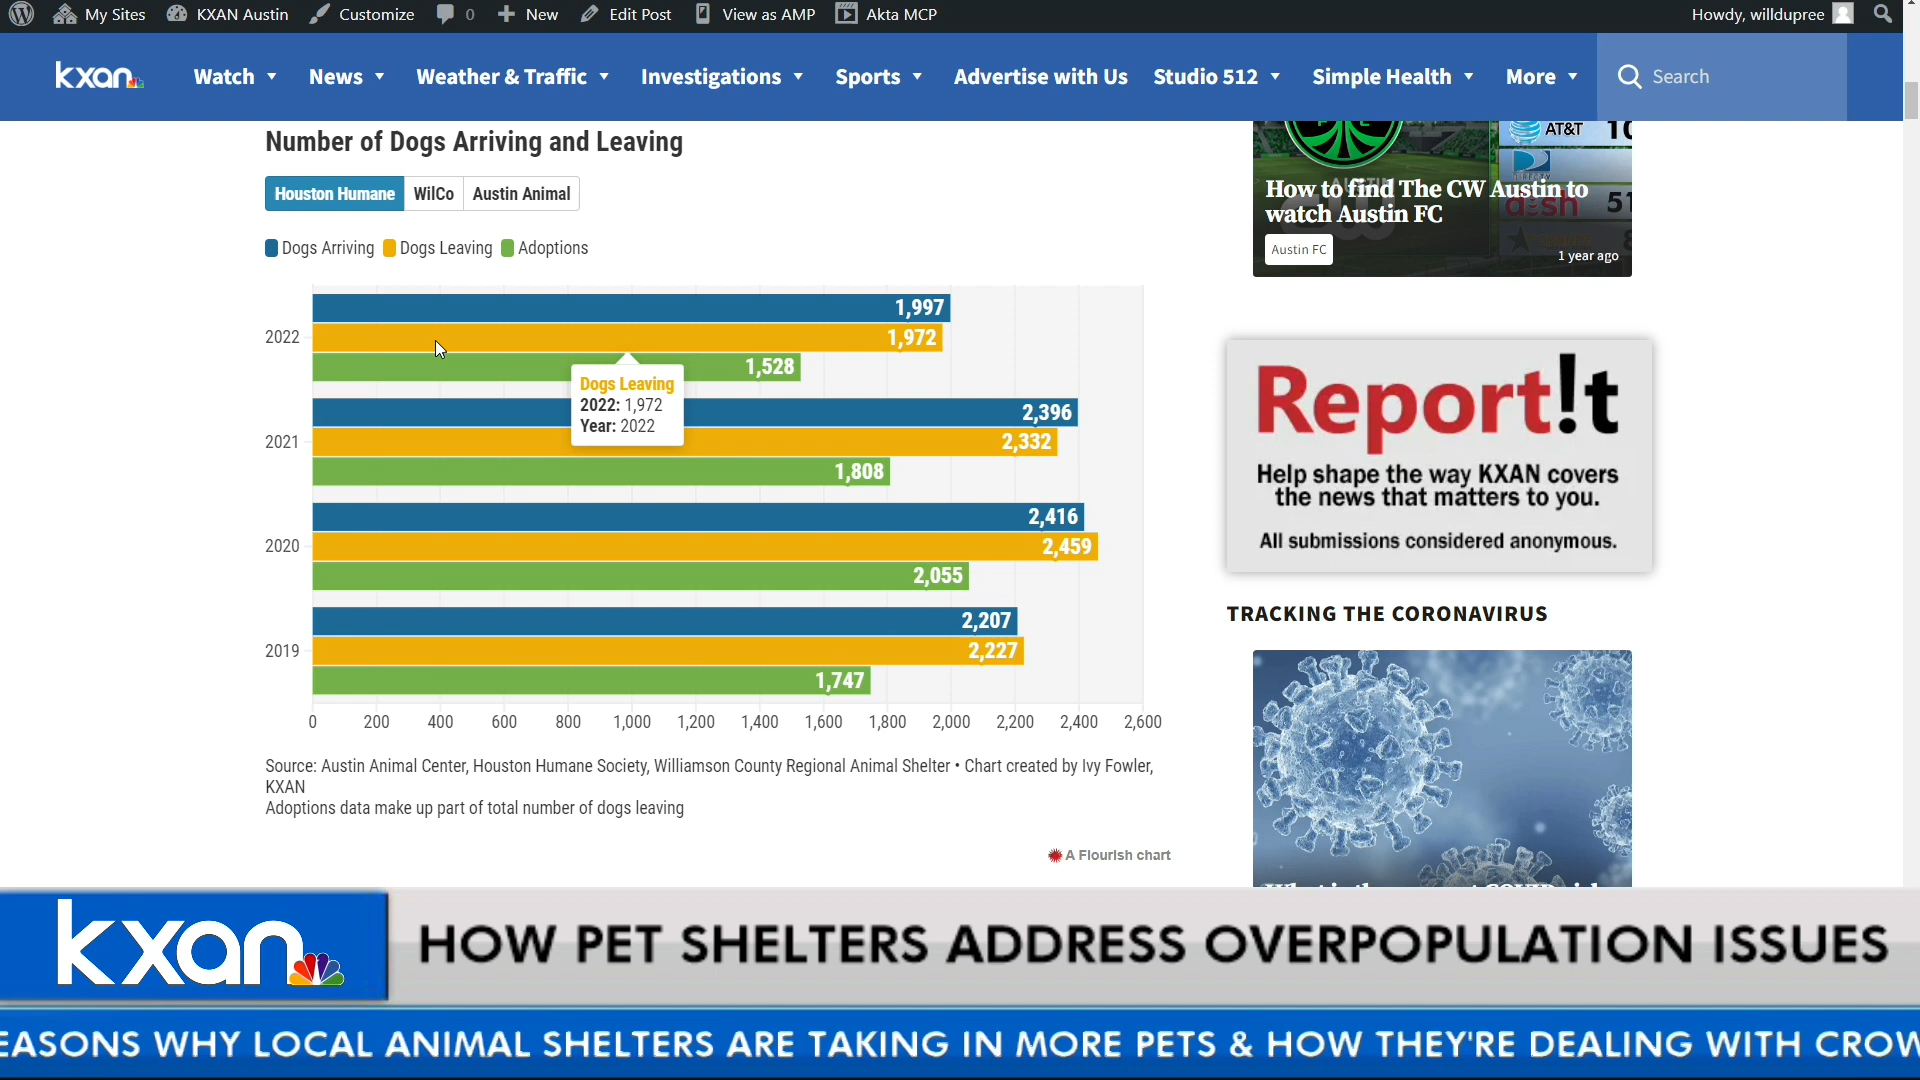 My Sites KXAN Austin Customize 0 New Edit Post View as AMP Akta MCP Howdy, willdupree
kxan Watch News Weather & Traffic Investigations Sports Advertise with Us Studio 512 Simple Health More Search
Number of Dogs Arriving and Leaving
Houston Humane WilCo Austin Animal
Dogs Arriving Dogs Leaving Adoptions
2022
1,997
1,972
1,528
Dogs Leaving
2022: 1,972
Year: 2022
2021
2,396
2,332
1,808
2020
2,416
2,459
2,055
2019
2,207
2,227
1,747
0 200 400 600 800 1,000 1,200 1,400 1,600 1,800 2,000 2,200 2,400 2,600
Source: Austin Animal Center, Houston Humane Society, Williamson County Regional Animal Shelter • Chart created by Ivy Fowler,
KXAN
Adoptions data make up part of total number of dogs leaving
A Flourish chart
AT&T
dish
How to find The CW Austin to
watch Austin FC
Austin FC
1 year ago
Report!t
Help shape the way KXAN covers
the news that matters to you.
All submissions considered anonymous.
TRACKING THE CORONAVIRUS
kxan
HOW PET SHELTERS ADDRESS OVERPOPULATION ISSUES
EASONS WHY LOCAL ANIMAL SHELTERS ARE TAKING IN MORE PETS & HOW THEY'RE DEALING WITH CROW